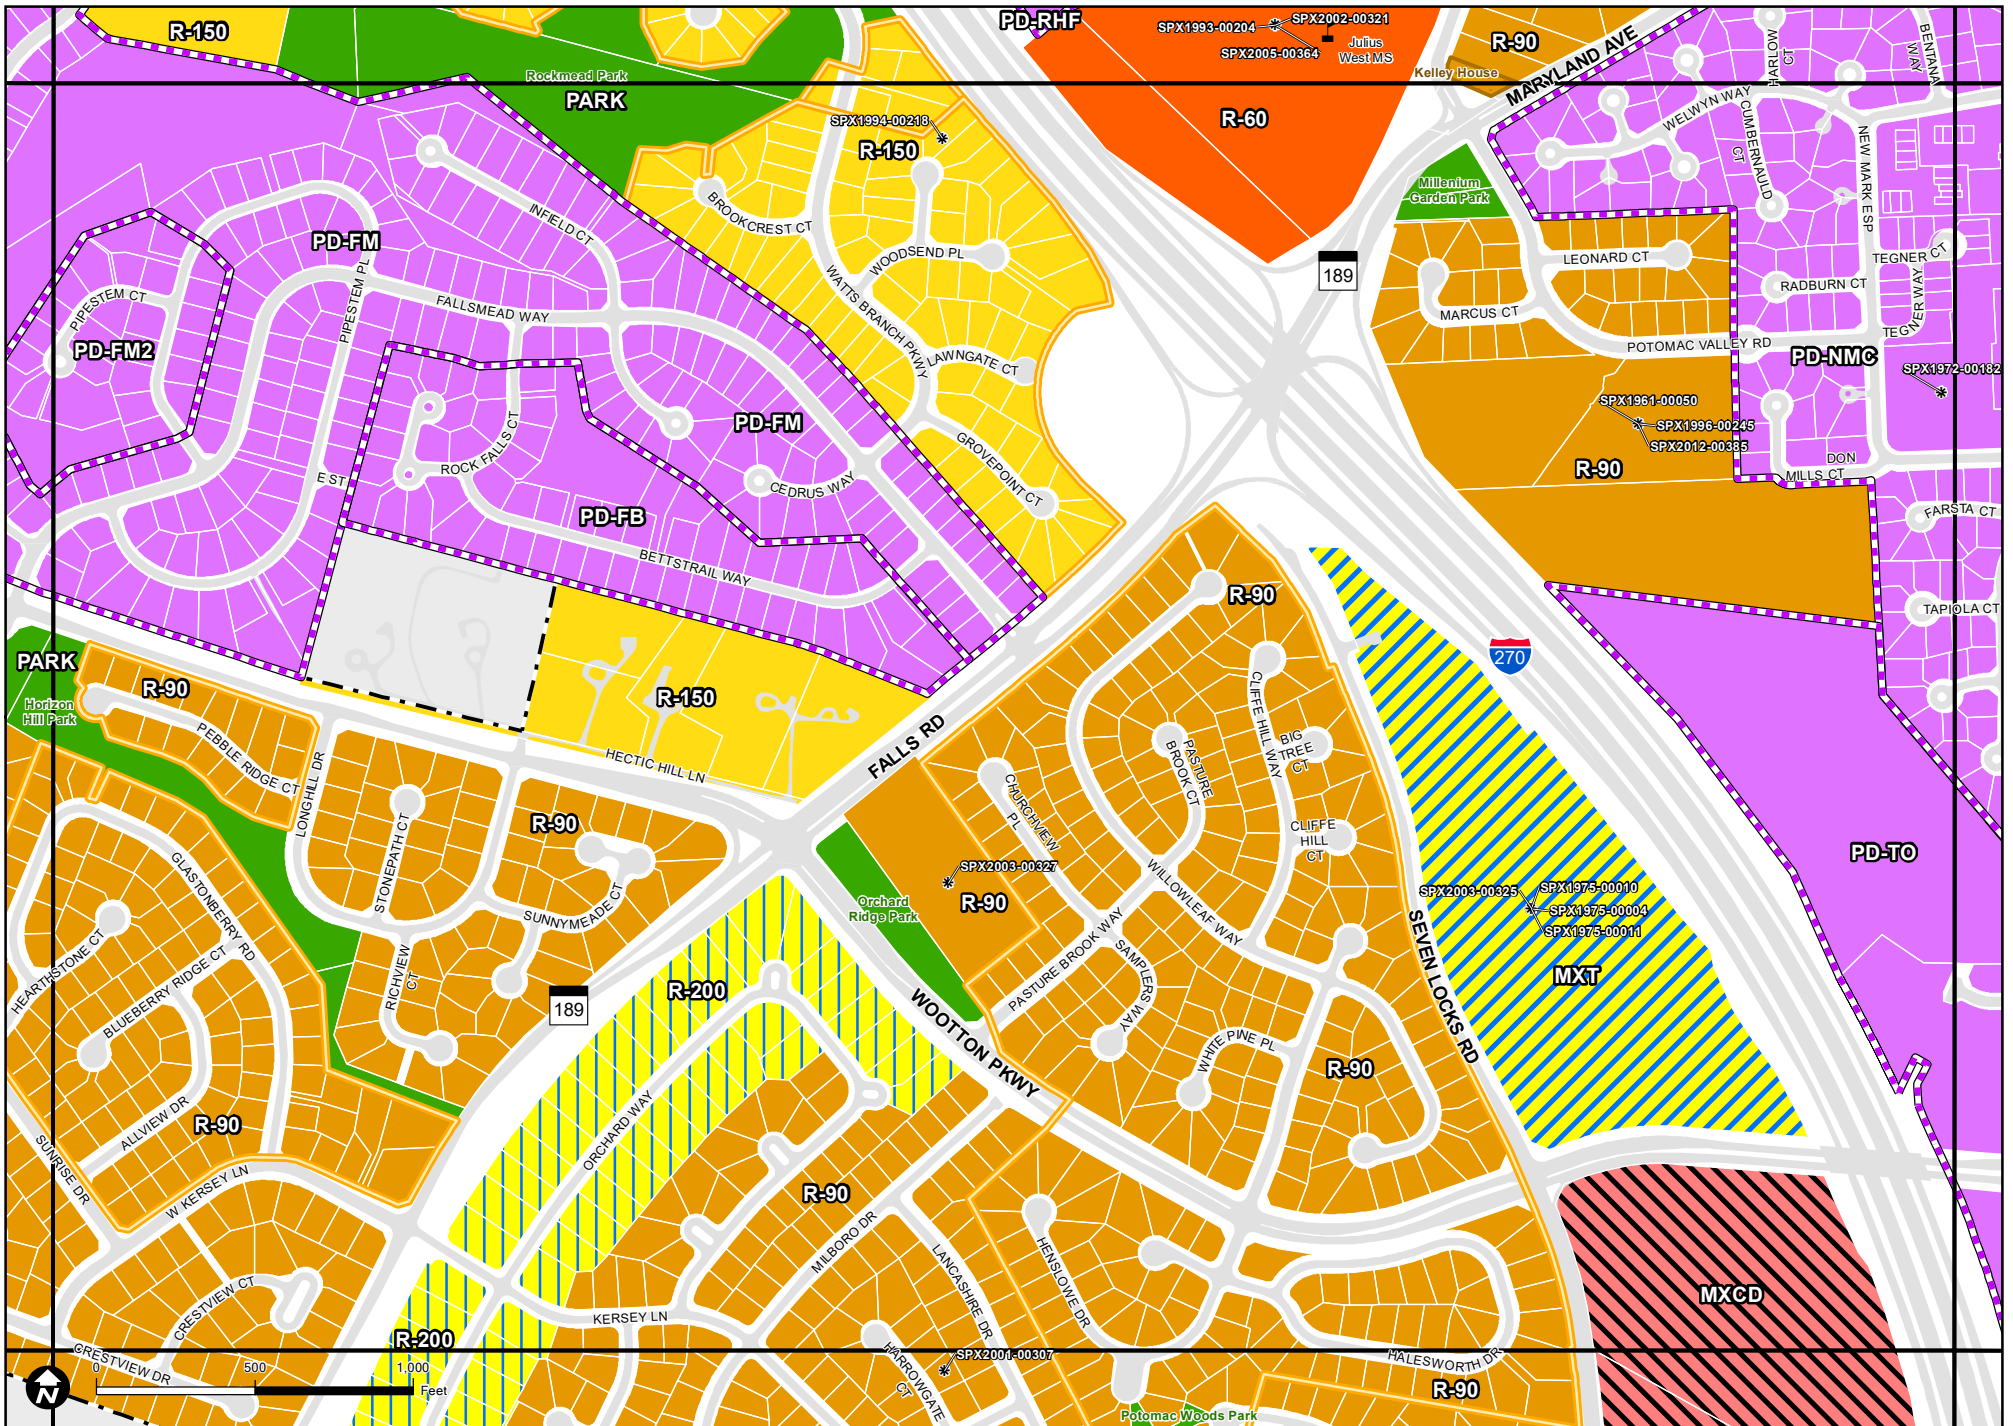 R-150
PD-RHF
SPX1993-00204
SPX2002-00321
SPX2005-00364
Julius
West MS
R-90
MARYLAND AVE
HARLOW
CT
BENTANA
WAY
Rockmead Park
PARK
Kelley House
R-60
SPX1994-00218
R-150
WELWYN WAY
CUMBERNAULD
CT
NEW MARK ESP
Millenium
Garden Park
BROOKCREST CT
INFIELD CT
PD-FM
WOODSEND PL
189
LEONARD CT
TEGNER CT
RADBURN CT
TEGNER WAY
PIPESTEM CT
PIPESTEM PL
FALLSMEAD WAY
WATTS BRANCH PKWY
MARCUS CT
POTOMAC VALLEY RD
PD-FM2
LAWNGATE CT
PD-NMC
SPX1972-00182
SPX1961-00050
SPX1996-00245
SPX2012-00385
PD-FM
ROCK FALLS CT
GROVEPOINT CT
R-90
DON
MILLS CT
E ST
CEDRUS WAY
PD-FB
FARSTA CT
BETTSTRAIL WAY
R-90
TAPIOLA CT
PARK
270
R-90
R-150
Horizon
Hill Park
PEBBLE RIDGE CT
LONGHILL DR
HECTIC HILL LN
FALLS RD
CLIFFE HILL WAY
BIG
TREE
CT
PASTURE
BROOK CT
CHURCHVIEW
PL
R-90
STONEPATH CT
CLIFFE
HILL
CT
PD-TO
GLASTONBERRY RD
SPX2003-00327
WILLOWLEAF WAY
SPX2003-00325
SPX1975-00010
SPX1975-00004
SPX1975-00011
Orchard
Ridge Park
R-90
SUNNYMEADE CT
HEARTHSTONE CT
BLUEBERRY RIDGE CT
RICHVIEW
CT
PASTURE BROOK WAY
SAMPLERS WAY
SEVEN LOCKS RD
MXT
R-200
189
WOOTTON PKWY
WHITE PINE PL
R-90
ALLVIEW DR
R-90
ORCHARD WAY
SUNRISE DR
W KERSEY LN
R-90
MILBORO DR
LANCASHIRE DR
HENSLOWE DR
CRESTVIEW CT
KERSEY LN
MXCD
R-200
CRESTVIEW DR
HARROWGATE
CT
SPX2001-00307
HALESWORTH DR
R-90
0 500 1,000
Feet
N
Potomac Woods Park